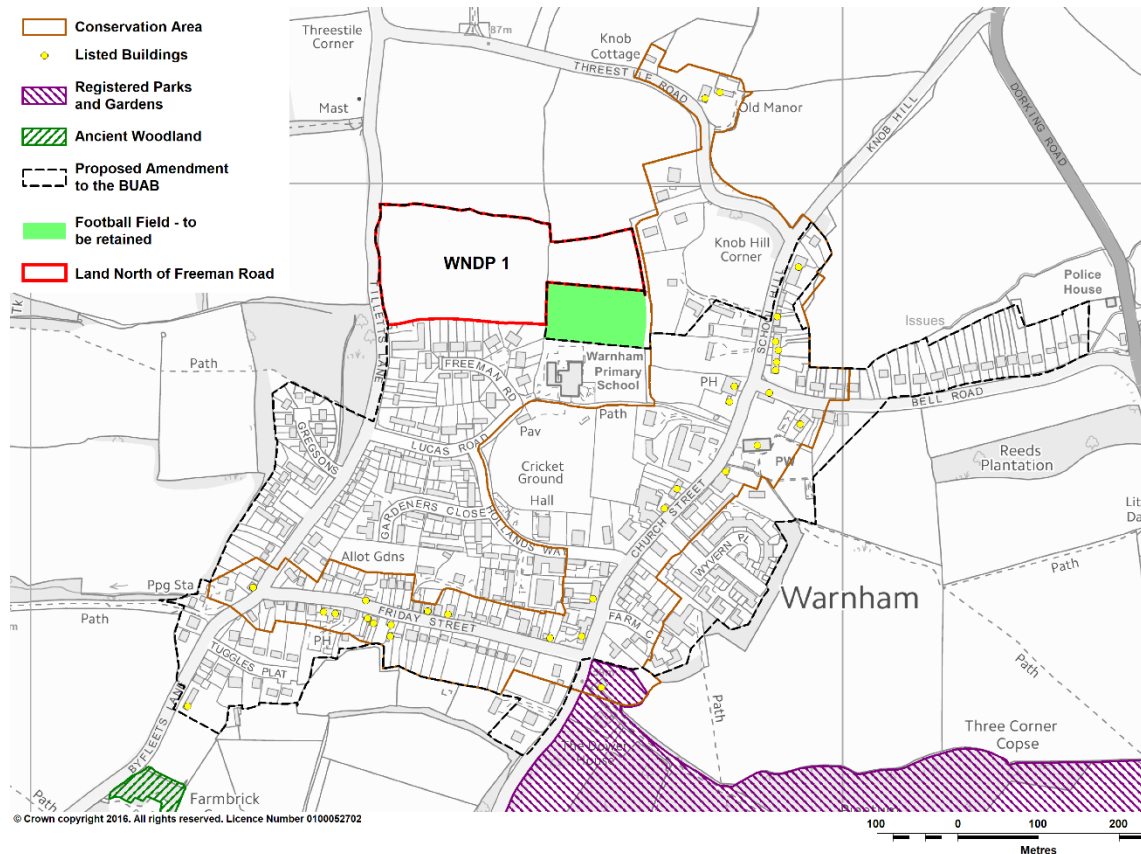 Conservation Area
Listed Buildings
Registered Parks
and Gardens
Ancient Woodland
Proposed Amendment
to the BUAB
Football Field - to
be retained
Land North of Freeman Road
Threestile
Corner
87m
Knob
Cottage
THREESTILE ROAD
Old Manor
Mast
KNOB HILL
DORKING ROAD
WNDP 1
Knob Hill
Corner
Police
House
Tk
TILLETTS LANE
SCHOOL HILL
Issues
Path
FREEMAN RD
Warnham
Primary
School
PH
BELL ROAD
Path
Pav
GREGSONS
LUCAS ROAD
Cricket
Ground
PW
Reeds
Plantation
Hall
GARDENERS CLOSE
HOLLANDS WAY
CHURCH STREET
WYVERN PL
Allot Gdns
Ppg Sta
Path
Path
Warnham
FRIDAY STREET
FARM C
PH
TUGGLES PLAT
Path
Path
BYFLEETS LANE
The Dower
House
Three Corner
Copse
Path
Farmbrick
© Crown copyright 2016. All rights reserved. Licence Number 0100052702
100 0 100 200
Metres